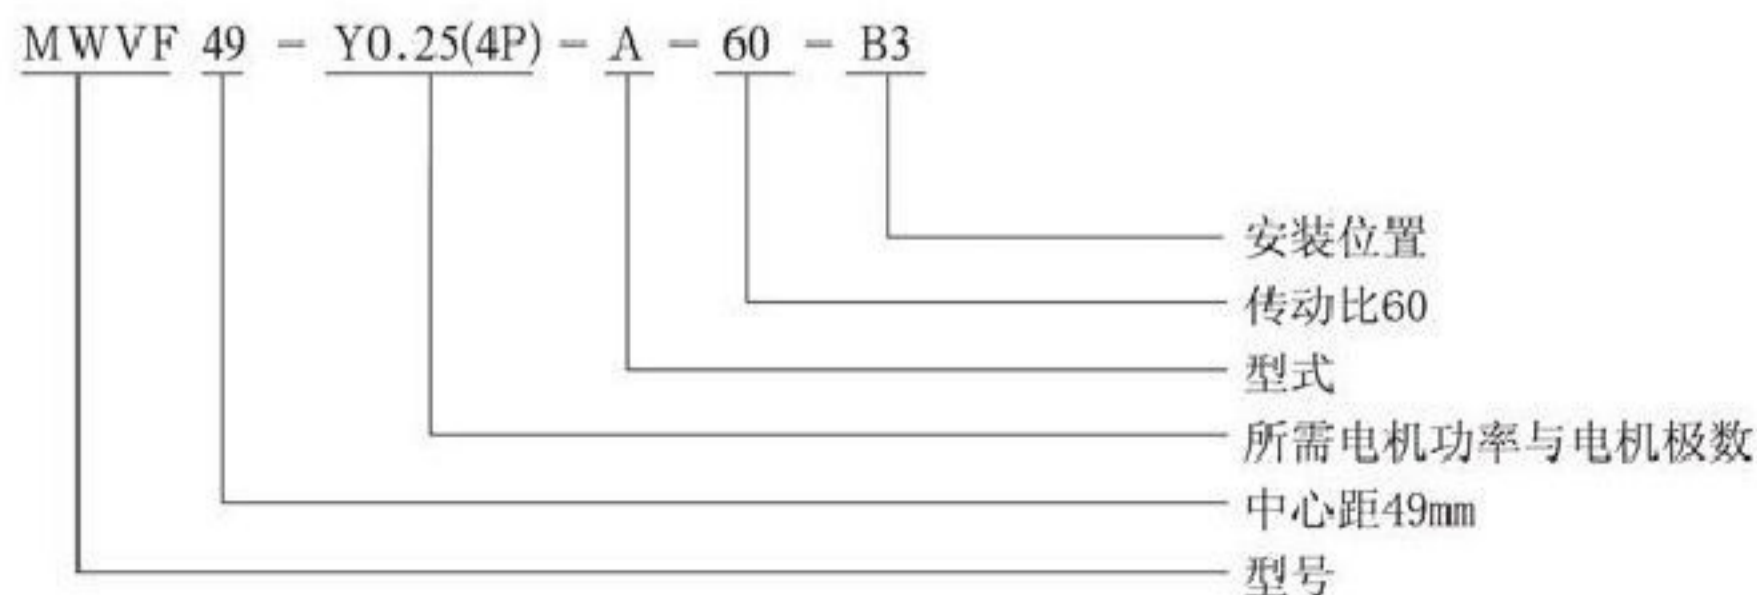 MWVF 49 - Y0.25(4P) - A - 60 - B3
安装位置
传动比60
型式
所需电机功率与电机极数
中心距49mm
型号